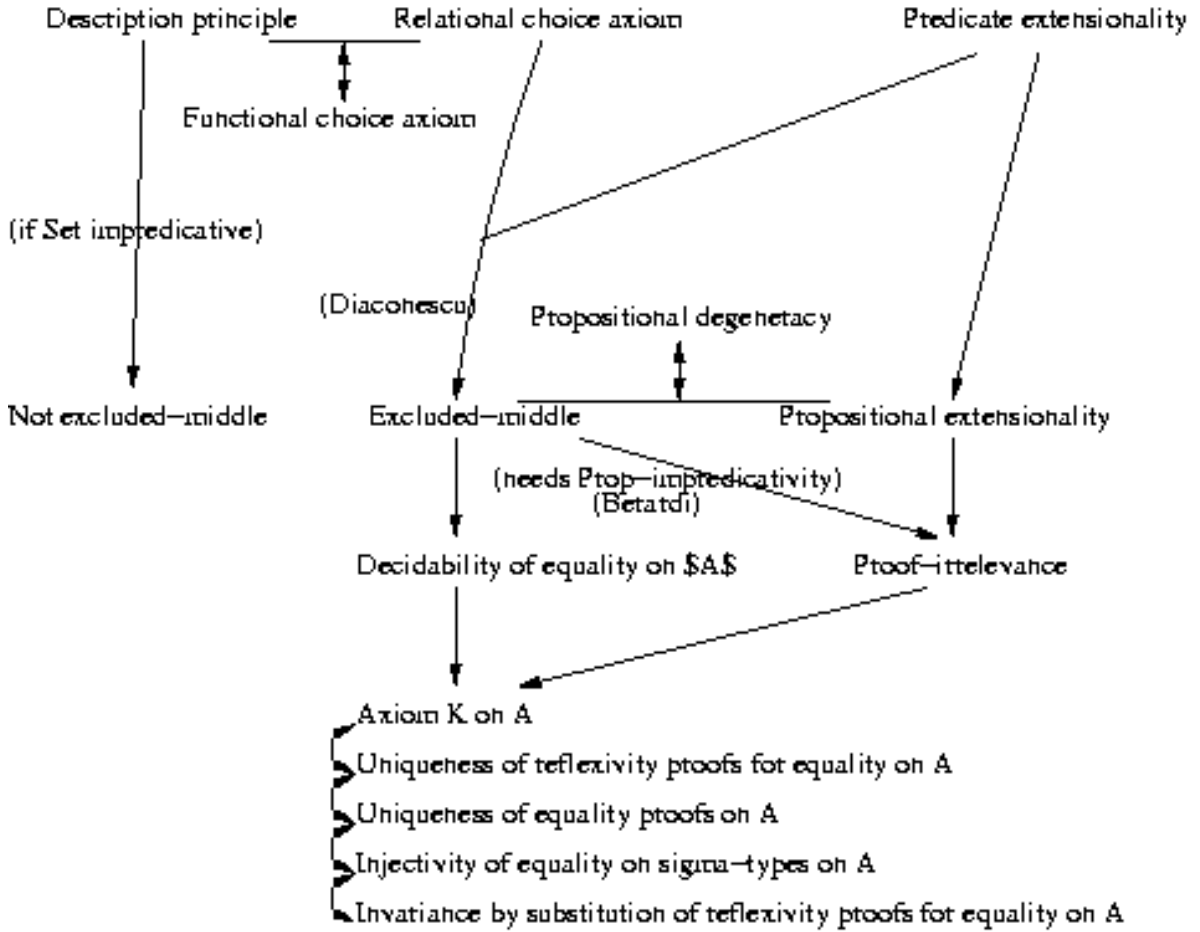 Description principle
Relational choice axiom
Predicate extensionality
Functional choice axiom
(if Set impredicative)
(Diaconescu)
Propositional degeneracy
Not excluded-middle
Excluded-middle
Propositional extensionality
(needs Prop-impredicativity)
(Berardi)
Decidability of equality on $A$
Proof-irrelevance
Axiom K on A
Uniqueness of reflexivity proofs for equality on A
Uniqueness of equality proofs on A
Injectivity of equality on sigma-types on A
Invariance by substitution of reflexivity proofs for equality on A